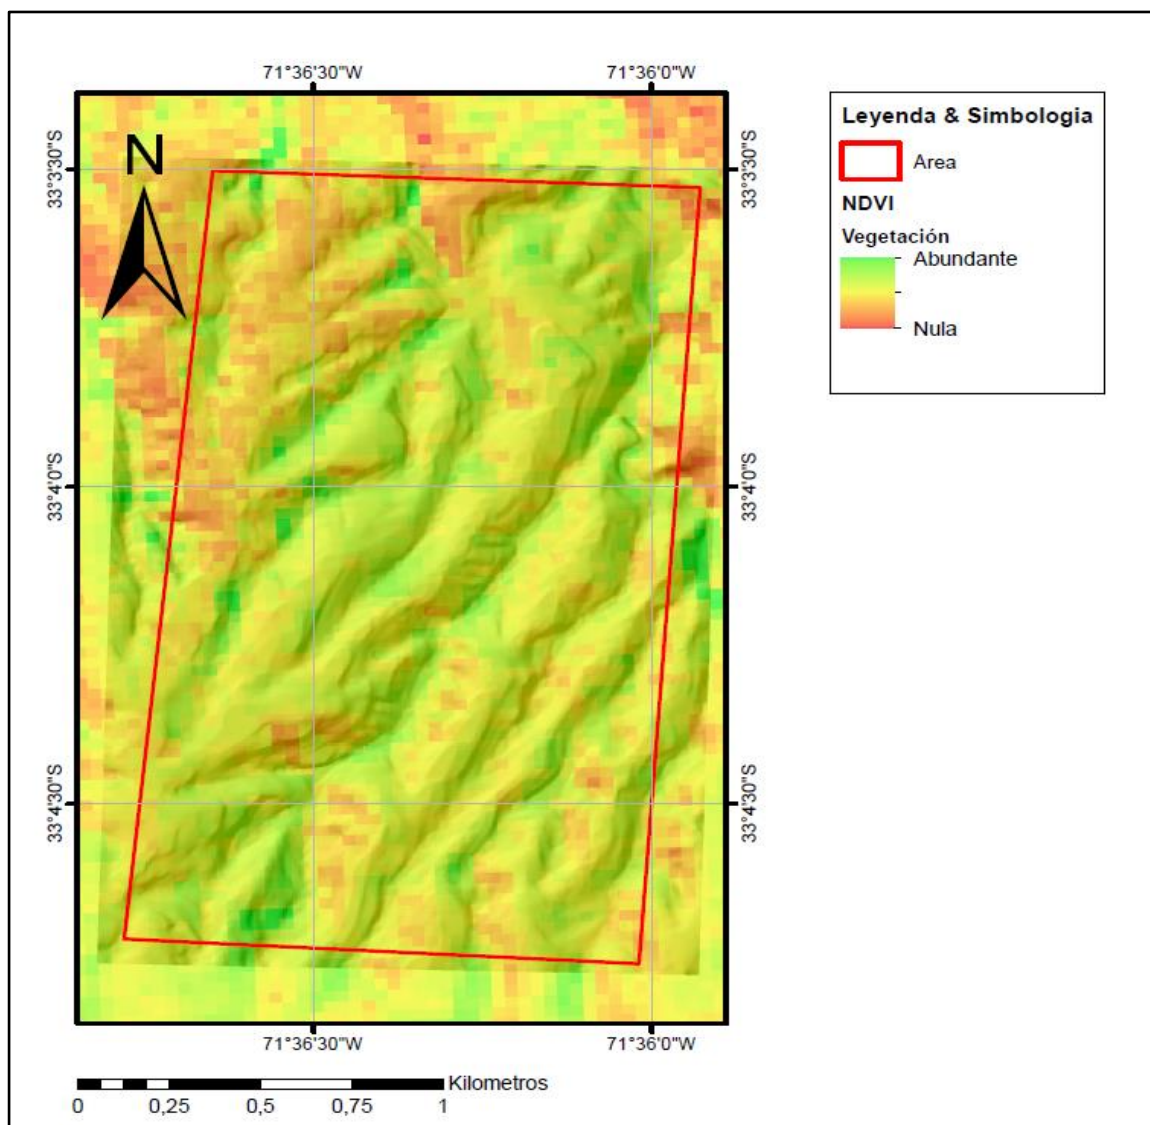 71°36'30"W
71°36'0"W
Leyenda & Simbologia
Area
NDVI
Vegetación
Abundante
Nula
N
33°3'30"S
33°3'30"S
33°4'0"S
33°4'0"S
33°4'30"S
33°4'30"S
71°36'30"W
71°36'0"W
Kilometros
0 0,25 0,5 0,75 1